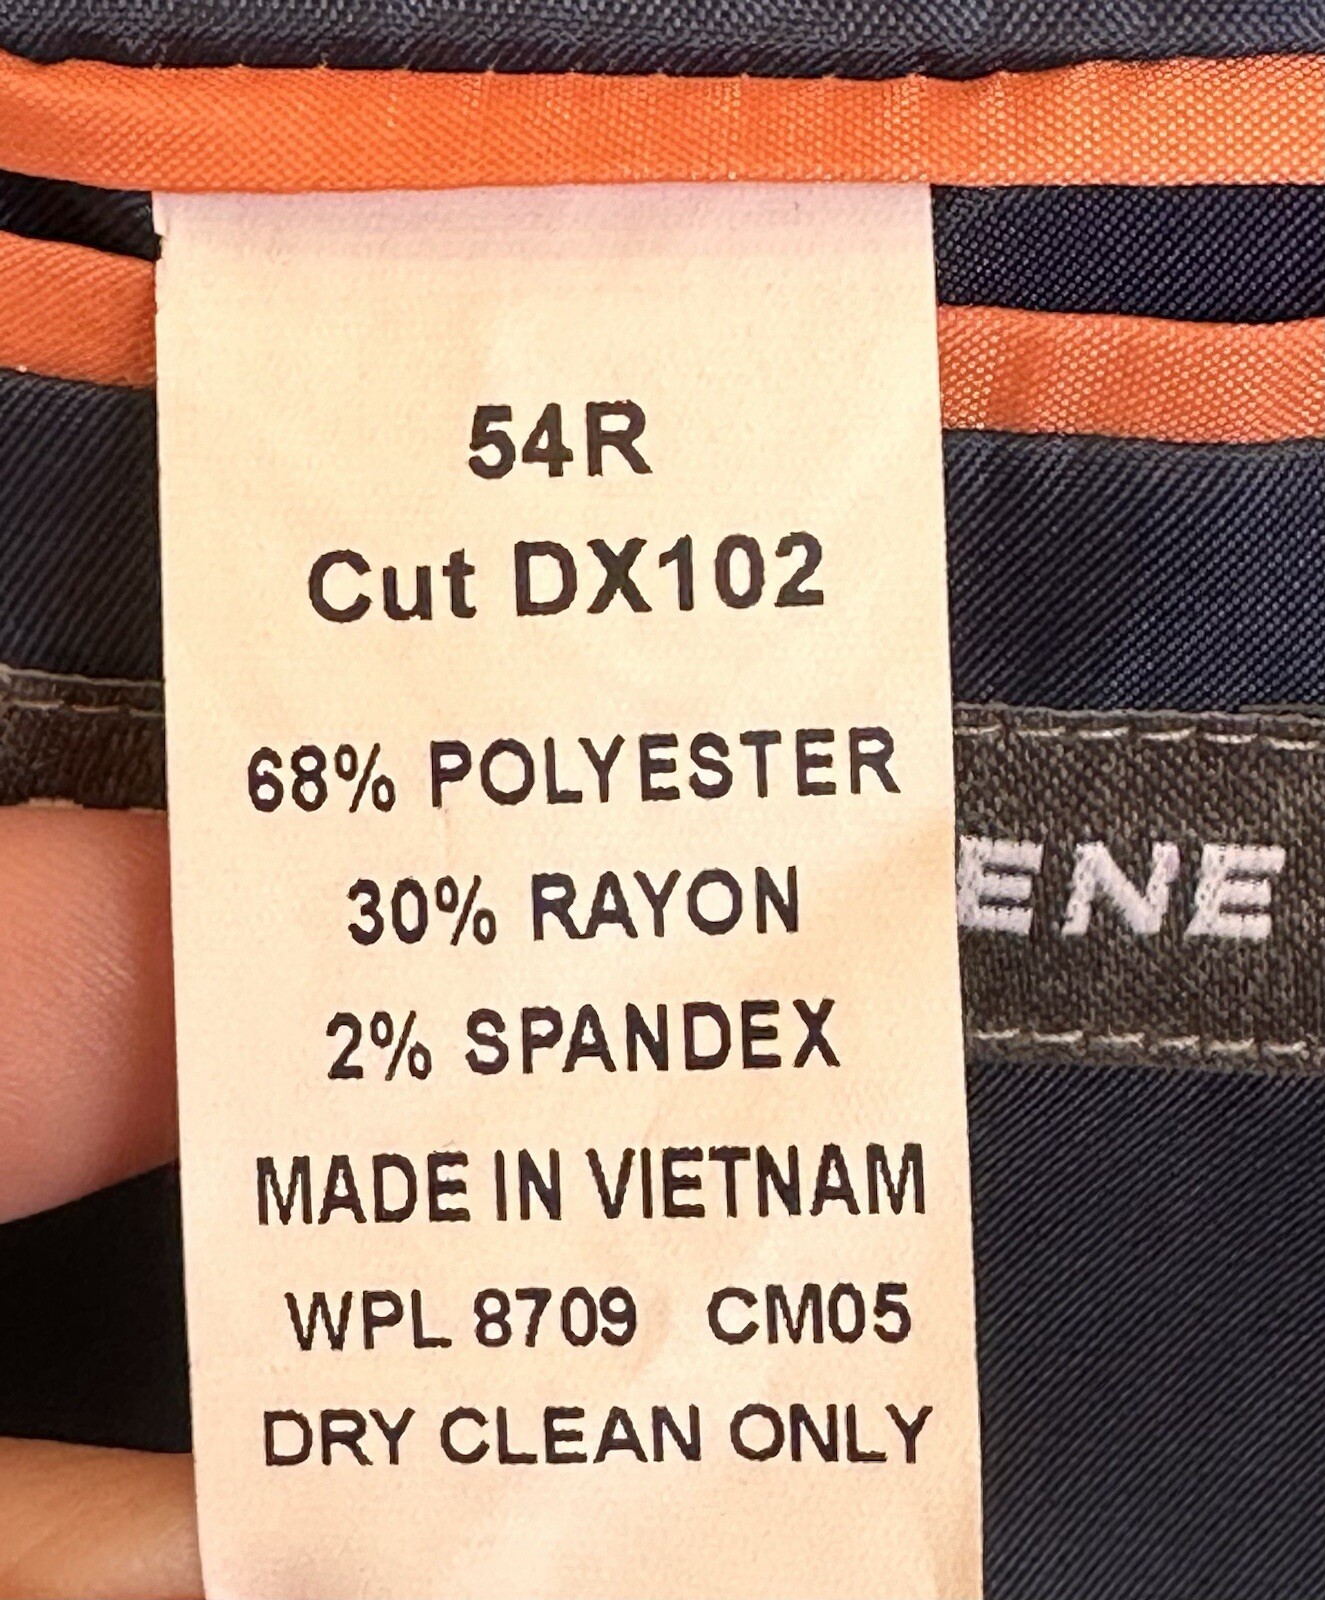 54R
Cut DX102
68% POLYESTER
30% RAYON
2% SPANDEX
MADE IN VIETNAM
WPL 8709 CM05
DRY CLEAN ONLY
ENE